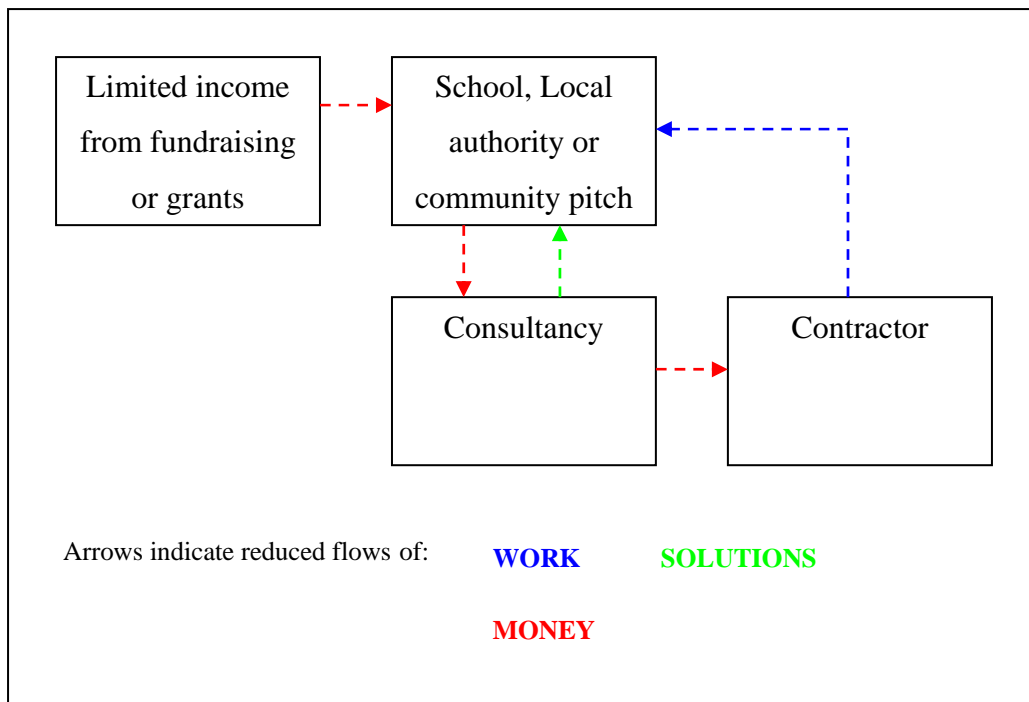 Limited income
from fundraising
or grants
School, Local
authority or
community pitch
Consultancy
Contractor
Arrows indicate reduced flows of:
WORK
SOLUTIONS
MONEY